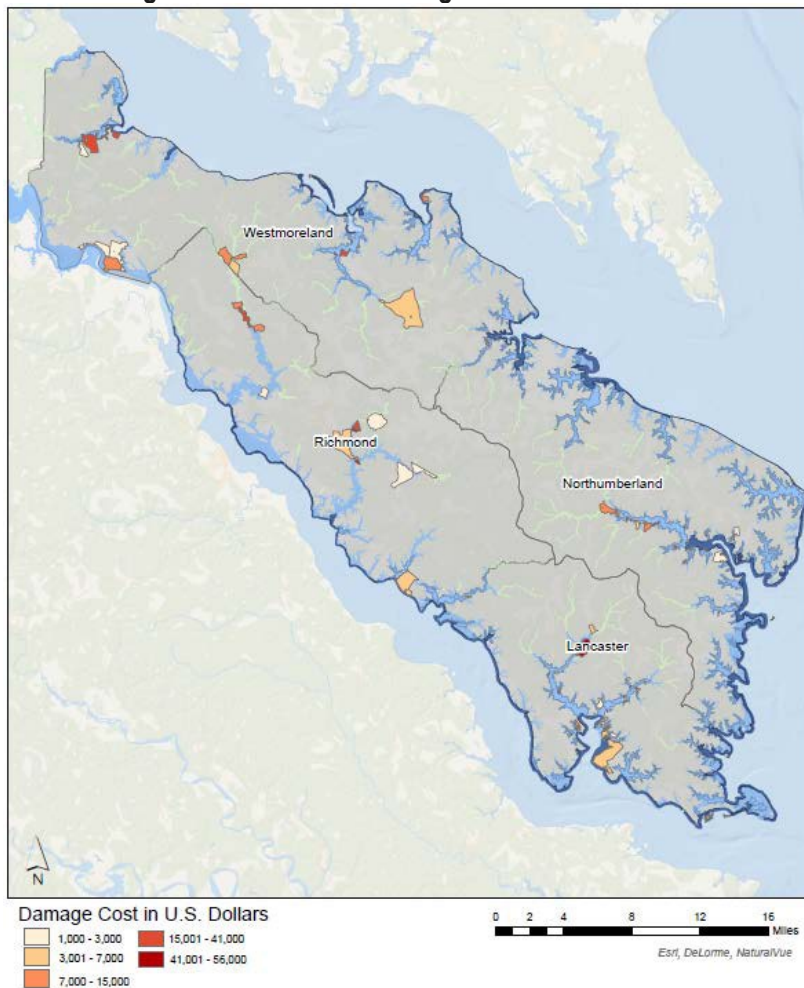 Westmoreland
Richmond
Northumberland
Lancaster
N
Damage Cost in U.S. Dollars
1,000 - 3,000
3,001 - 7,000
7,000 - 15,000
15,001 - 41,000
41,001 - 56,000
0 2 4 8 12 16
Miles
Esri, DeLorme, NaturalVue